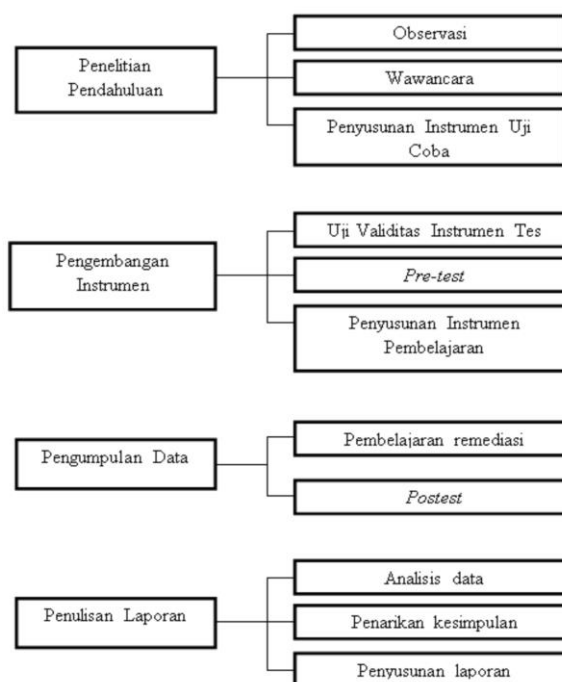 Penelitian
Pendahuluan
Observasi
Wawancara
Penyusunan Instrumen Uji
Coba
Pengembangan
Instrumen
Uji Validitas Instrumen Tes
Pre-test
Penyusunan Instrumen
Pembelajaran
Pengumpulan Data
Pembelajaran remediasi
Postest
Penulisan Laporan
Analisis data
Penarikan kesimpulan
Penyusunan laporan